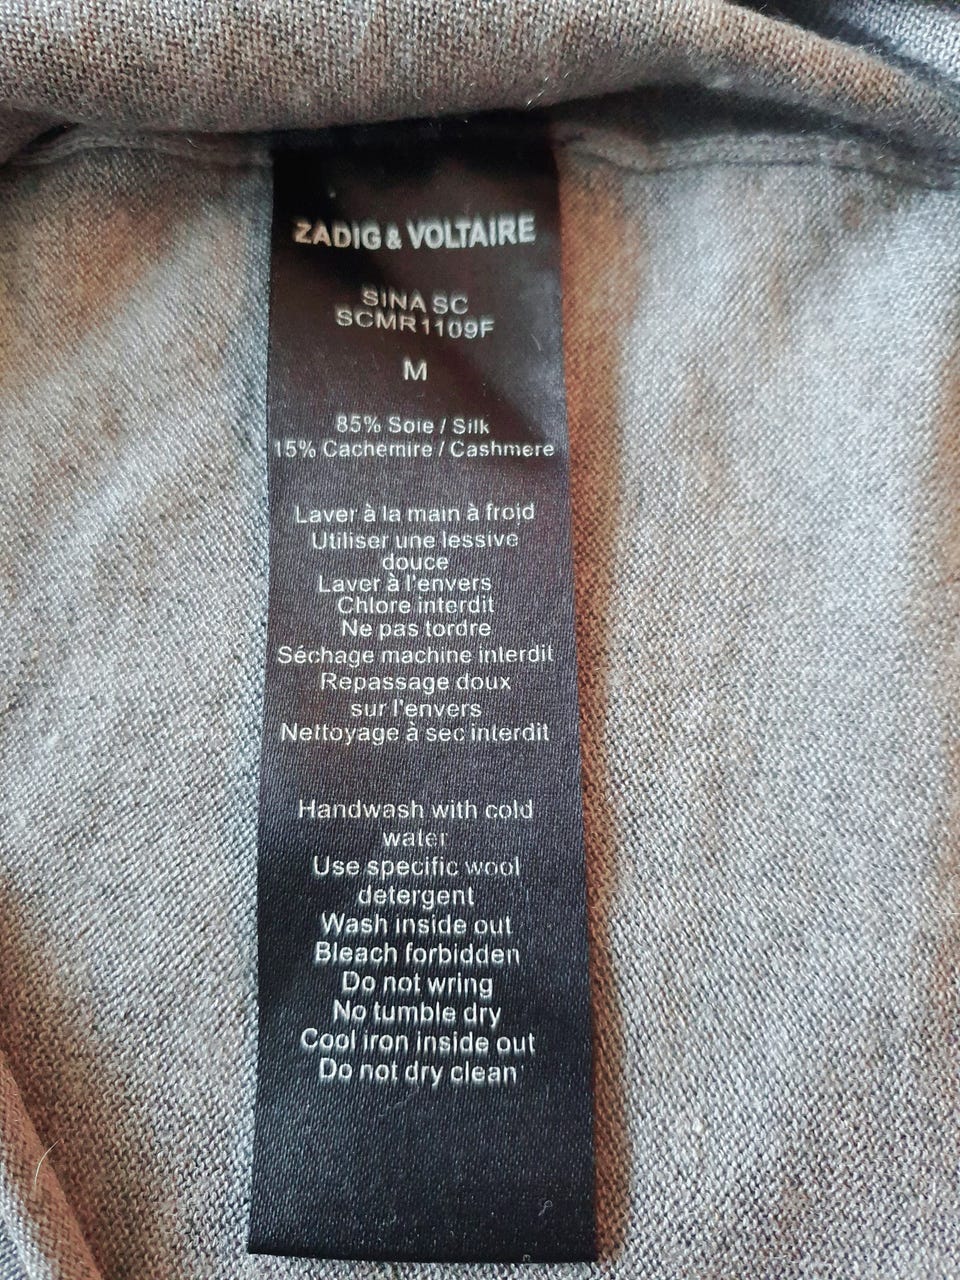 ZADIG & VOLTAIRE
SINA SC
SCMR1109F
M
85% Soie / Silk
15% Cachemire / Cashmere
Laver à la main à froid
Utiliser une lessive
douce
Laver à l'envers
Chlore interdit
Ne pas tordre
Séchage machine interdit
Repassage doux
sur l'envers
Nettoyage à sec interdit
Handwash with cold
water
Use specific wool
detergent
Wash inside out
Bleach forbidden
Do not wring
No tumble dry
Cool iron inside out
Do not dry clean